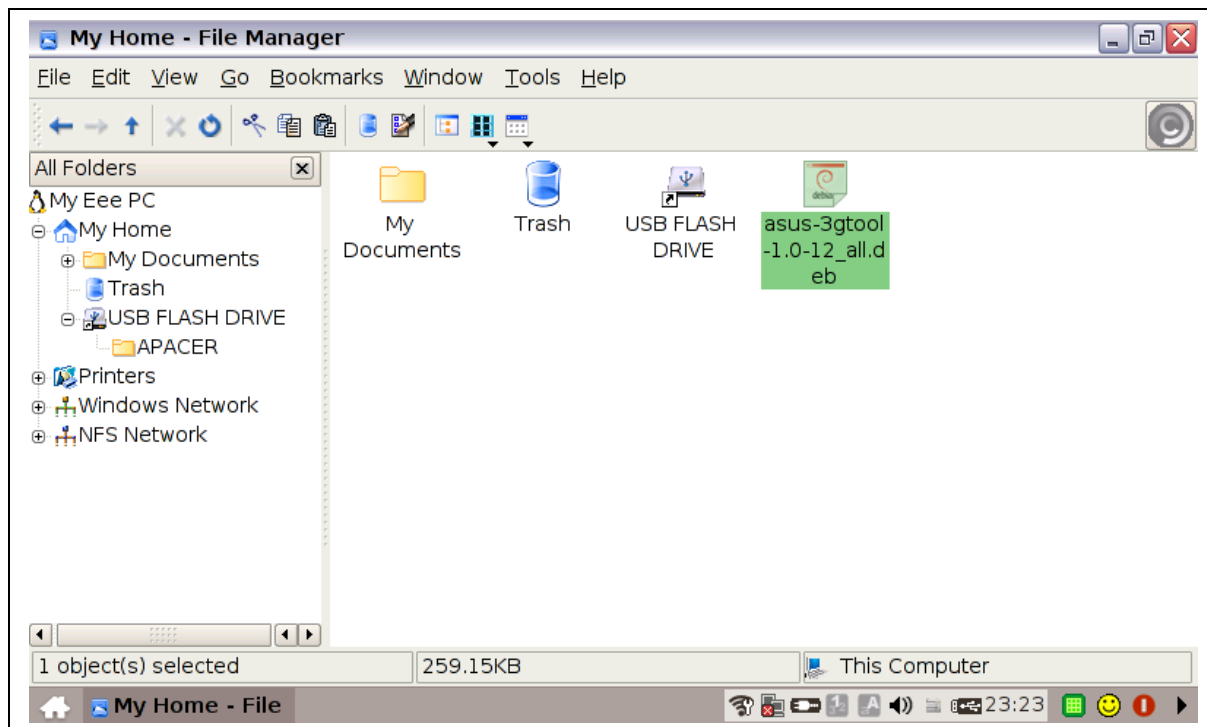 My Home - File Manager
File Edit View Go Bookmarks Window Tools Help
All Folders
My Eee PC
My Home
My Documents
Trash
USB FLASH DRIVE
APACER
Printers
Windows Network
NFS Network
My
Documents
Trash
USB FLASH
DRIVE
debian
asus-3gtool
-1.0-12_all.d
eb
1 object(s) selected
259.15KB
This Computer
My Home - File
23:23